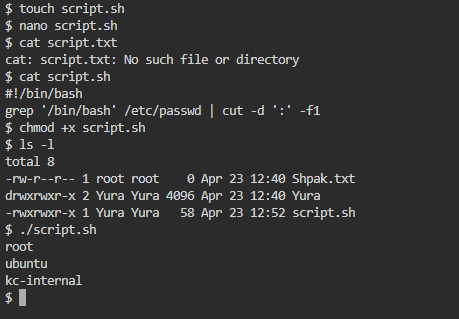 $ touch script.sh
$ nano script.sh
$ cat script.txt
cat: script.txt: No such file or directory
$ cat script.sh
#!/bin/bash
grep '/bin/bash' /etc/passwd | cut -d ':' -f1
$ chmod +x script.sh
$ ls -l
total 8
-rw-r--r-- 1 root root    0 Apr 23 12:40 Shpak.txt
drwxrwxr-x 2 Yura Yura 4096 Apr 23 12:40 Yura
-rwxrwxr-x 1 Yura Yura   58 Apr 23 12:52 script.sh
$ ./script.sh
root
ubuntu
kc-internal
$